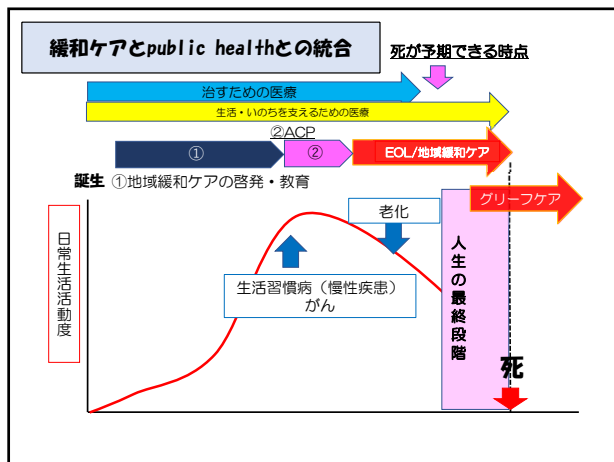 緩和ケアとpublic healthとの統合
死が予期できる時点
治すための医療
生活・いのちを支えるための医療
②ACP
①
②
EOL/地域緩和ケア
誕生 ①地域緩和ケアの啓発・教育
グリーフケア
老化
日常生活活動度
生活習慣病（慢性疾患）
がん
人生の最終段階
死